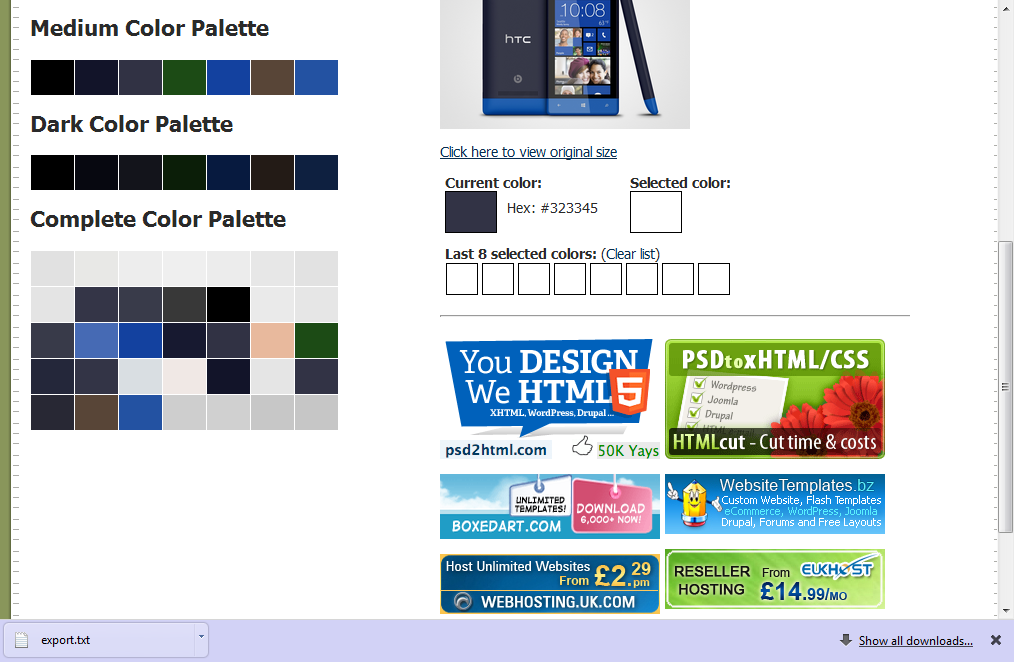 Medium Color Palette
Dark Color Palette
Complete Color Palette
hTC
10:08
Click here to view original size
Current color:
Hex: #323345
Selected color:
Last 8 selected colors: (Clear list)
You DESIGN
We HTML5
XHTML, WordPress, Drupal ...
psd2html.com
50K Yays
PSDtoxHTML/CSS
Wordpress
Joomla
Drupal
HTMLcut - Cut time & costs
UNLIMITED
TEMPLATES!
DOWNLOAD
6,000+ NOW!
BOXEDART.COM
WebsiteTemplates.bz
Custom Website, Flash Templates
eCommerce, WordPress, Joomla
Drupal, Forums and Free Layouts
Host Unlimited Websites
From £2.29 pm
WEBHOSTING.UK.COM
RESELLER
HOSTING
From
£14.99/MO
ELKHOST
export.txt
Show all downloads...